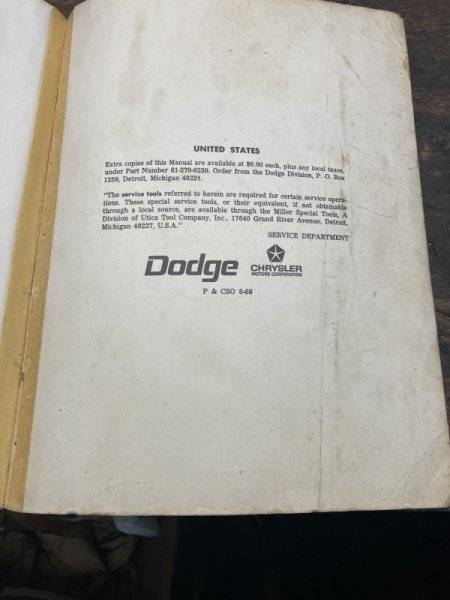 UNITED STATES
Extra copies of this Manual are available at $6.00 each, plus any local taxes,
under Part Number 81-270-0250. Order from the Dodge Division, P. O. Box
1259, Detroit, Michigan 48221.
"The service tools referred to herein are required for certain service opera-
tions. These special service tools, or their equivalent, if not obtainable
through a local source, are available through the Miller Special Tools, A
Division of Utica Tool Company, Inc., 17640 Grand River Avenue, Detroit,
Michigan 48227, U.S.A."
SERVICE DEPARTMENT
Dodge CHRYSLER
MOTORS CORPORATION
P & CSO 8-69